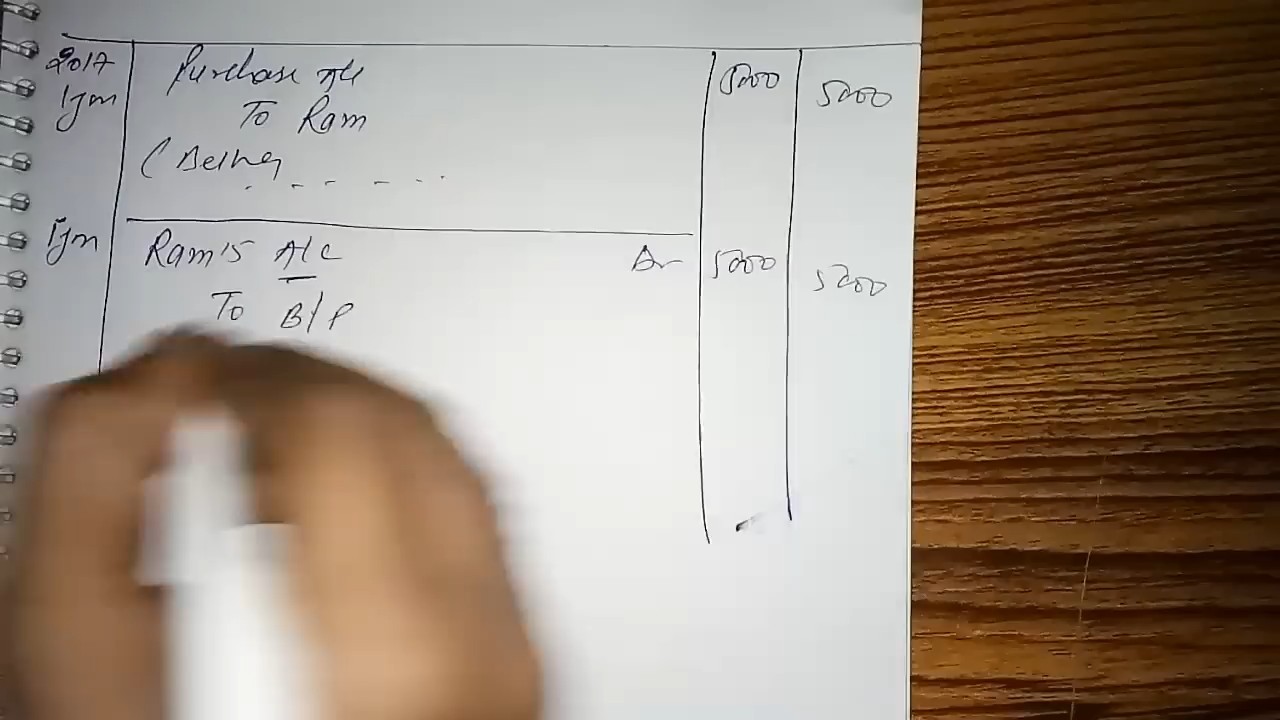 2017 Purchase A/c 5000
1 Jan To Ram 5000
( Being
1 Jan Ram's A/C Dr 5000
To B/P 5000